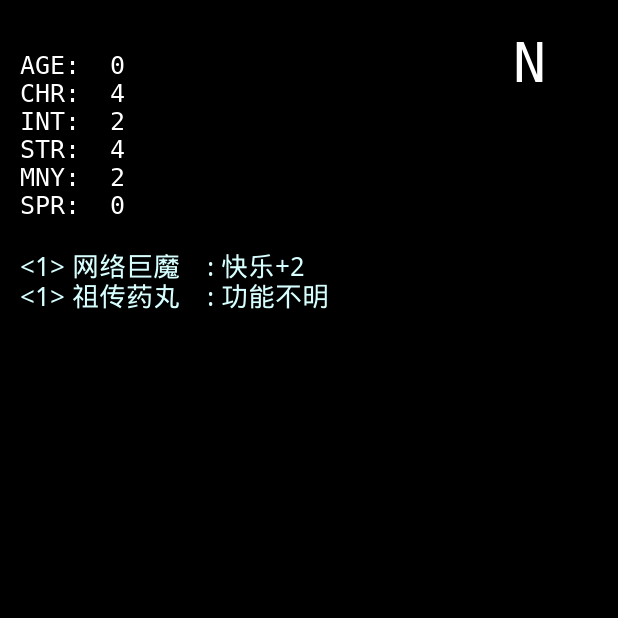 N
AGE: 0
CHR: 4
INT: 2
STR: 4
MNY: 2
SPR: 0
<1> 网络巨魔 : 快乐+2
<1> 祖传药丸 : 功能不明